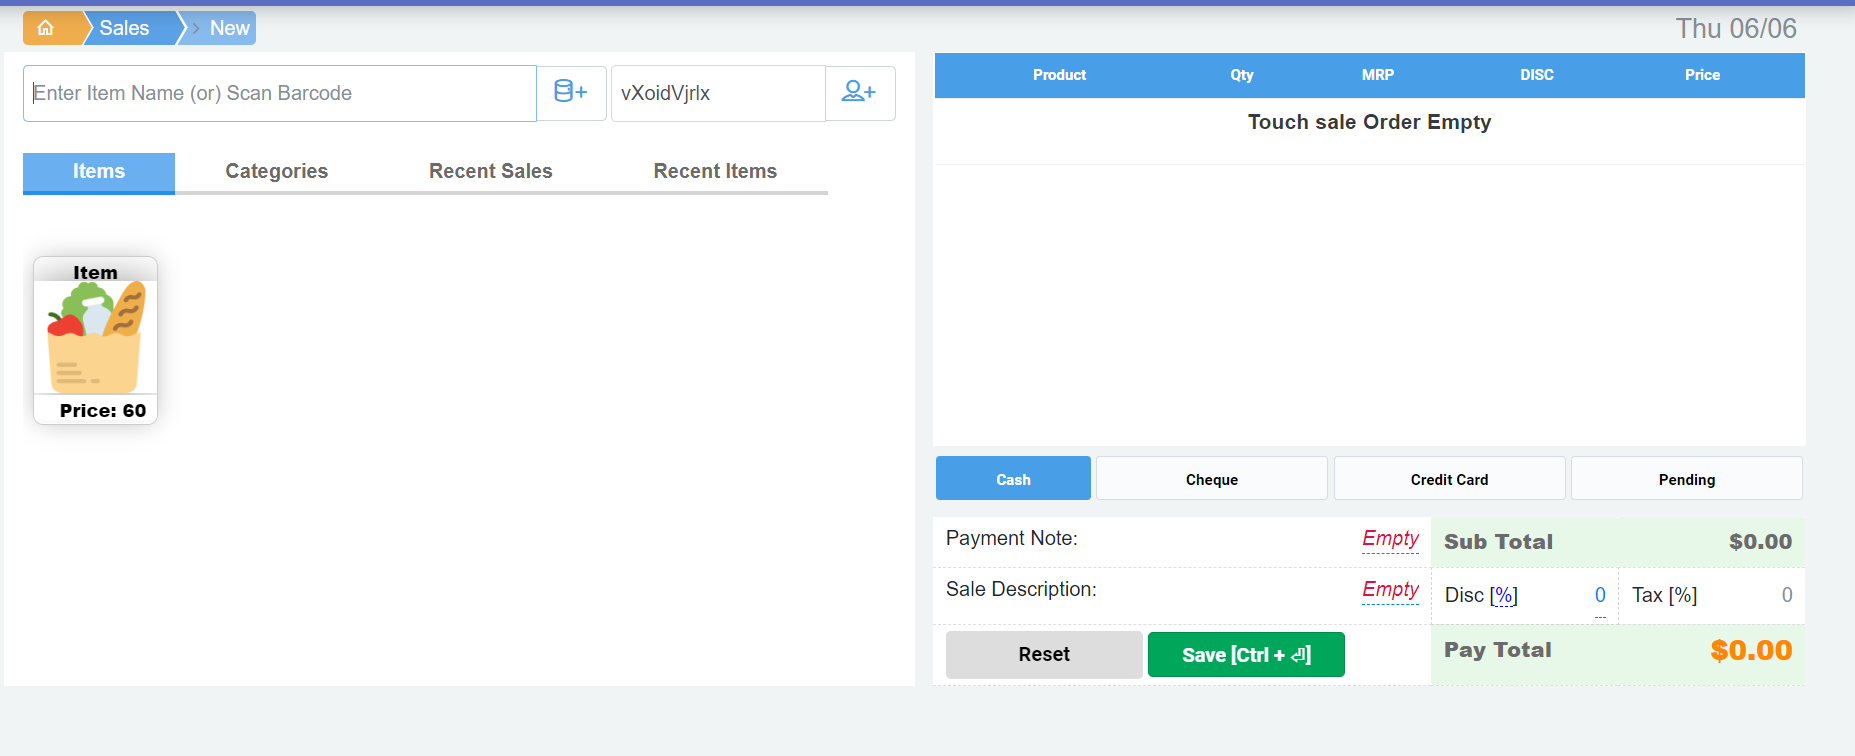 Sales > New
Thu 06/06
Enter Item Name (or) Scan Barcode
vXoidVjrlx
Items Categories Recent Sales Recent Items
Item
Price: 60
Product Qty MRP DISC Price
Touch sale Order Empty
Cash Cheque Credit Card Pending
Payment Note: Empty
Sale Description: Empty
Reset Save [Ctrl + ⏎]
Sub Total $0.00
Disc [%] 0 Tax [%] 0
Pay Total $0.00